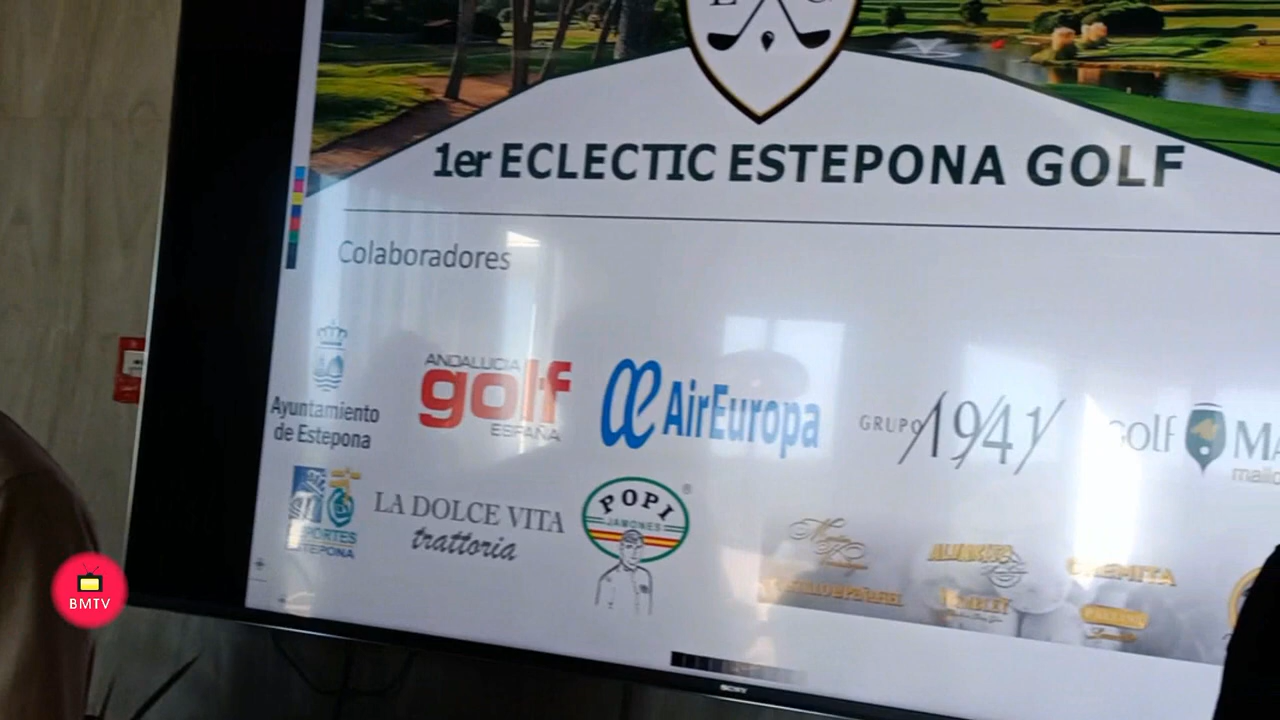 E G
1er ECLECTIC ESTEPONA GOLF
Colaboradores
Ayuntamiento
de Estepona
ANDALUCIA
golf
ESPAÑA
AirEuropa
GRUPO 1941
GOLF
ESTEPONA
LA DOLCE VITA
trattoria
POPI
JAMONES
®
BMTV
SONY